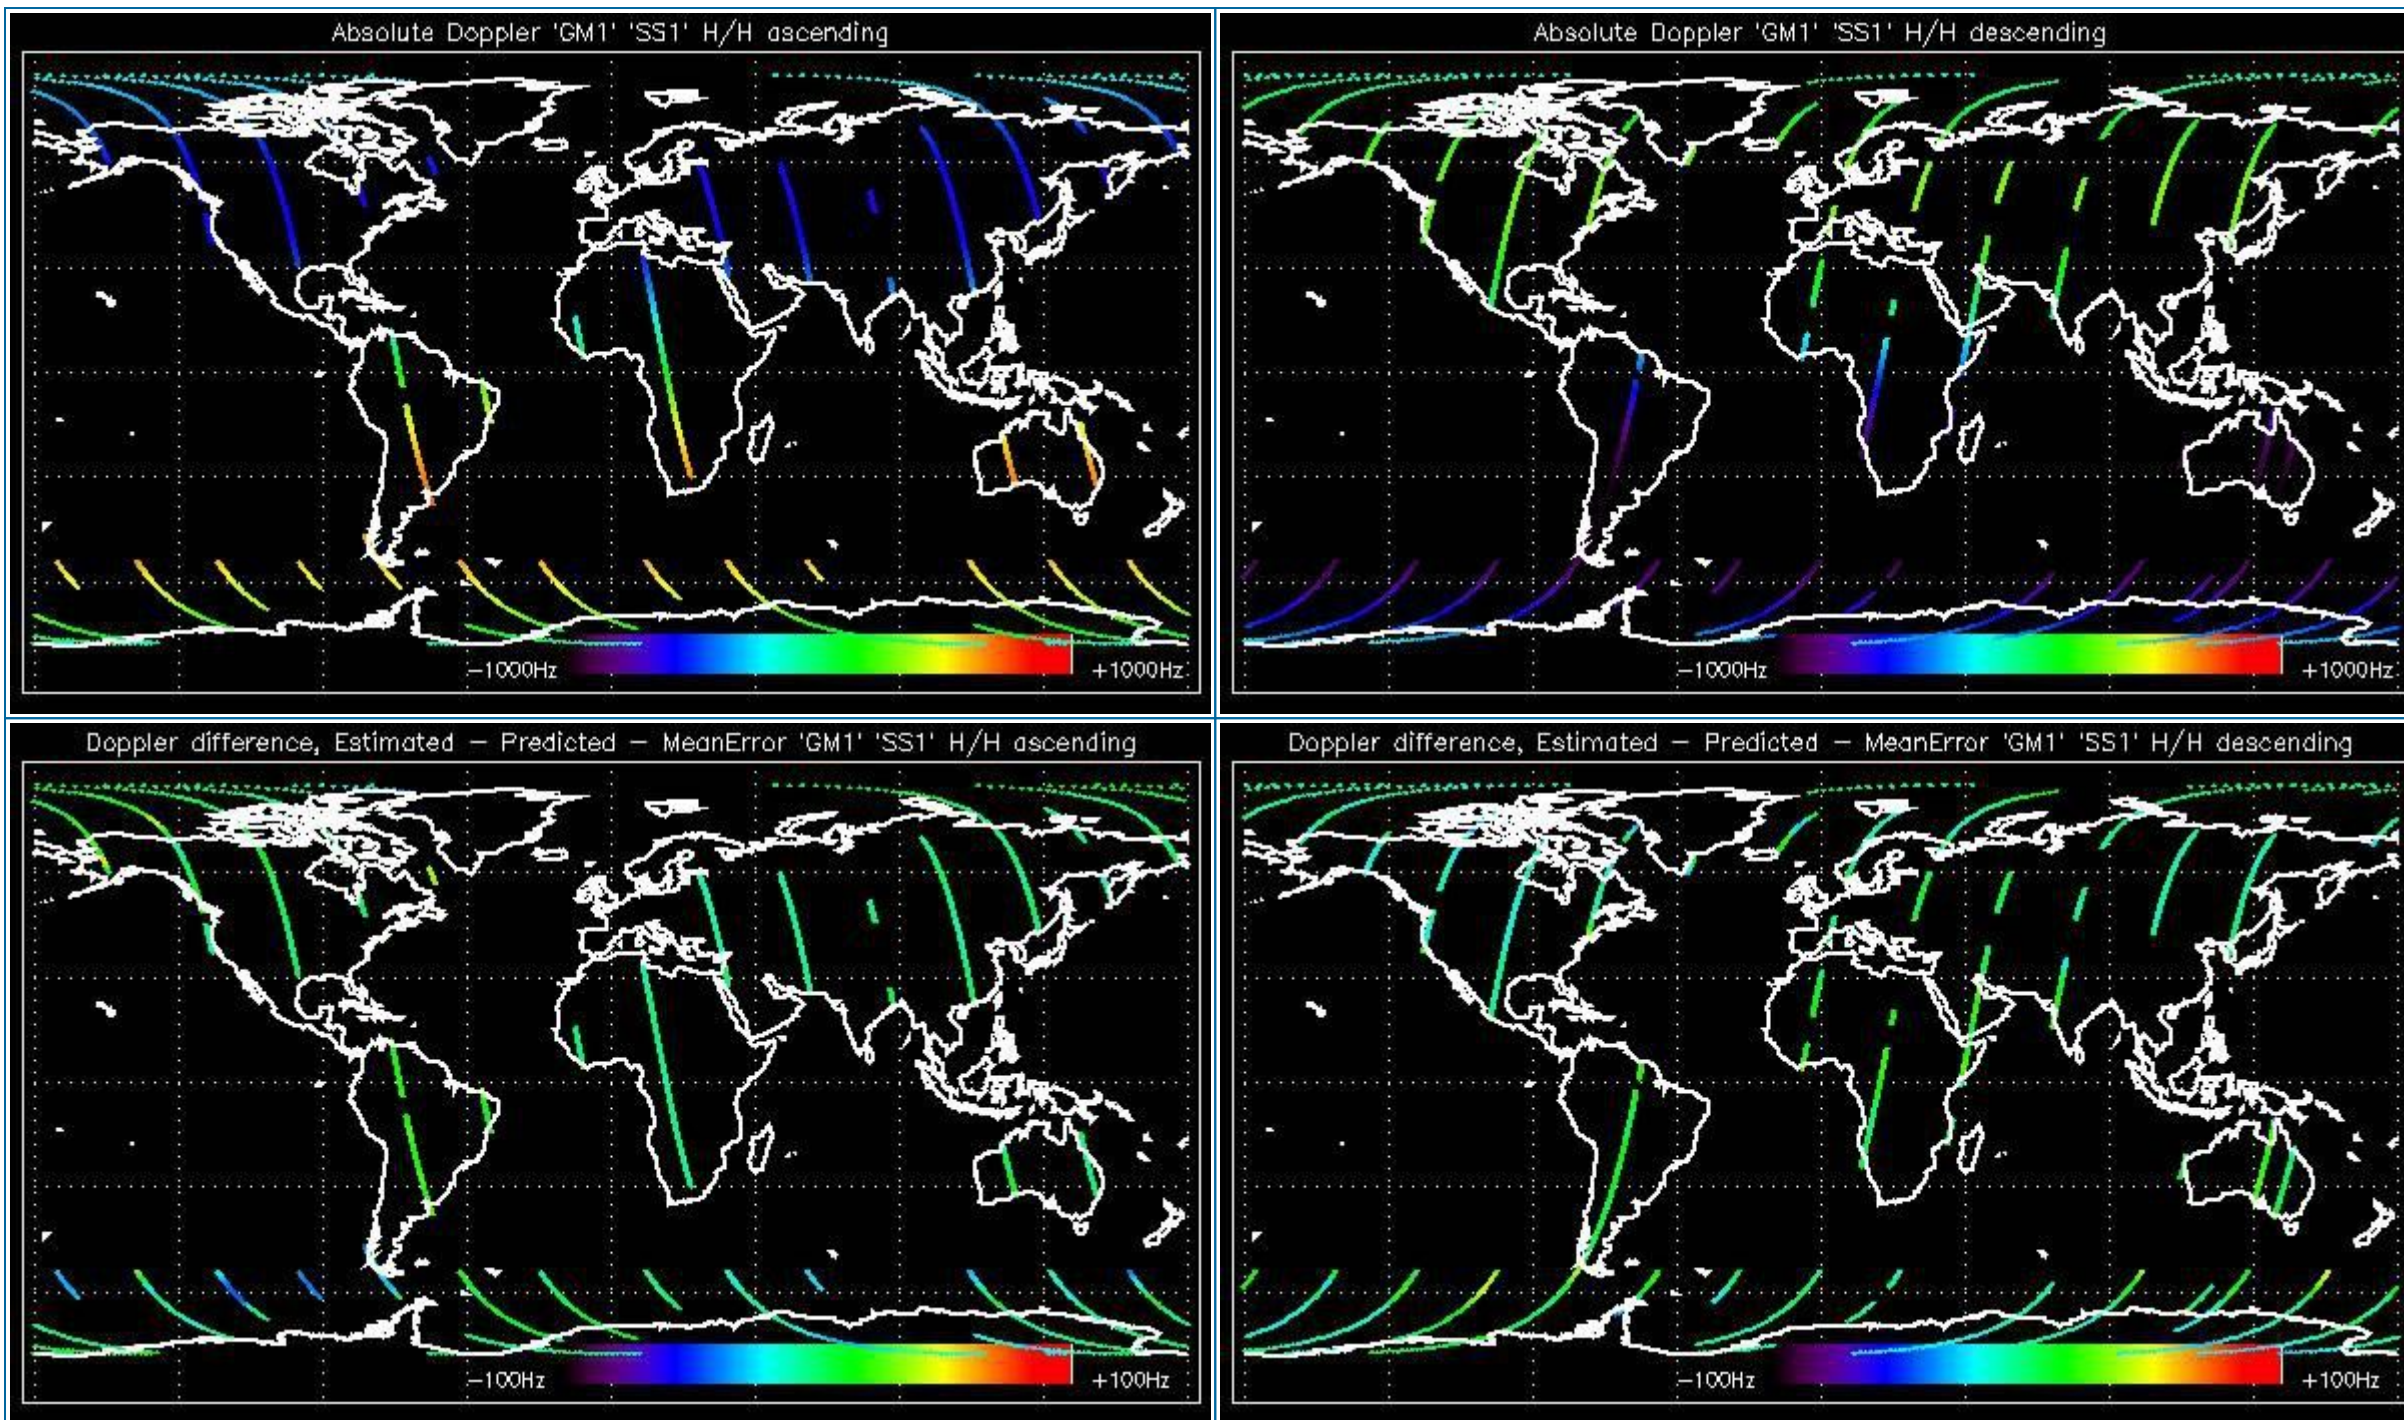 Absolute Doppler 'GM1' 'SS1' H/H ascending
-1000Hz
+1000Hz
Absolute Doppler 'GM1' 'SS1' H/H descending
-1000Hz
+1000Hz
Doppler difference, Estimated - Predicted - MeanError 'GM1' 'SS1' H/H ascending
-100Hz
+100Hz
Doppler difference, Estimated - Predicted - MeanError 'GM1' 'SS1' H/H descending
-100Hz
+100Hz